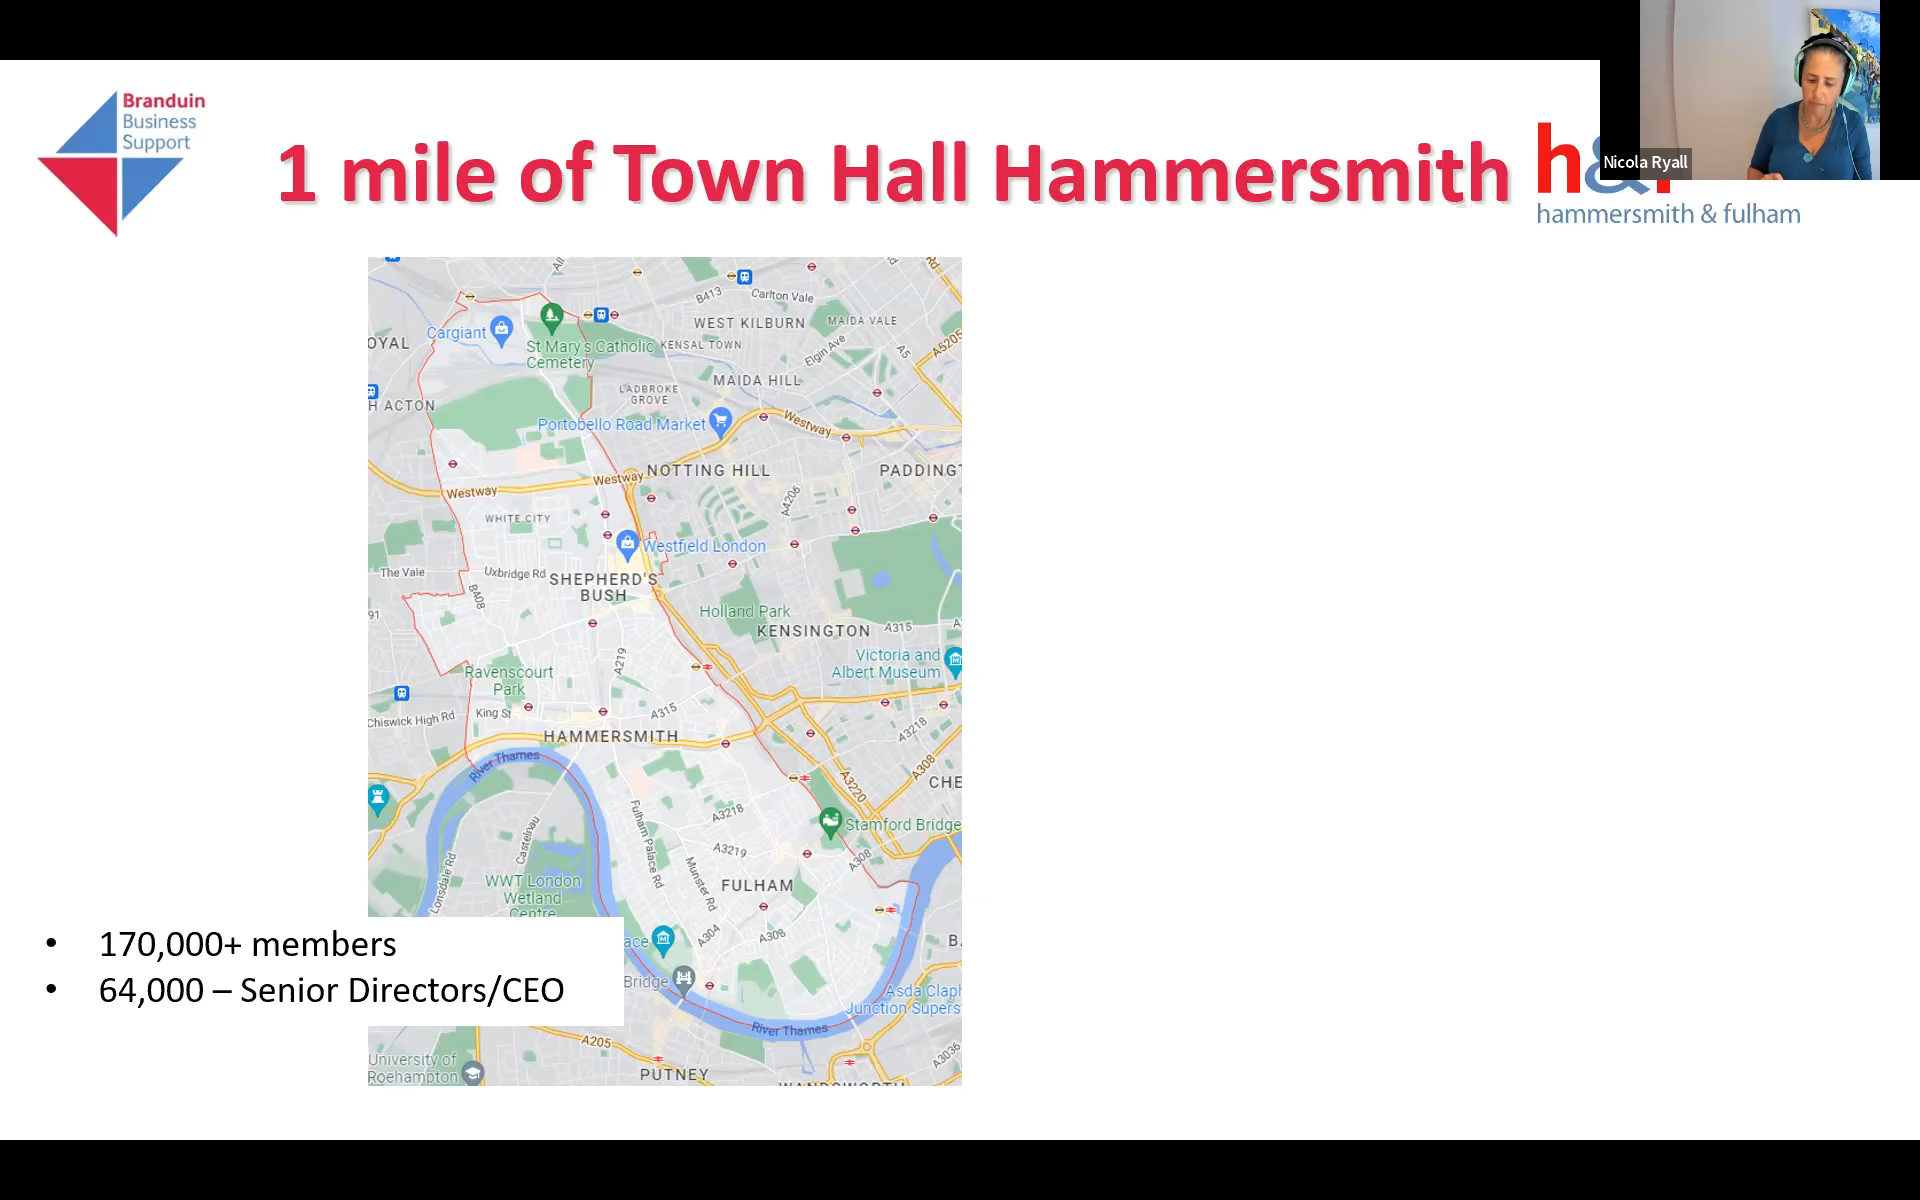 Branduin
Business
Support
1 mile of Town Hall Hammersmith
h&
hammersmith & fulham
Nicola Ryall
B413
Carlton Vale
WEST KILBURN
MAIDA VALE
Cargiant
St Mary's Catholic
Cemetery
KENSAL TOWN
Elgin Ave
A5
A5205
Rd
OYAL
MAIDA HILL
LADBROKE
GROVE
H ACTON
Portobello Road Market
Westway
NOTTING HILL
PADDINGT
Westway
Westway
A4206
WHITE CITY
Westfield London
The Vale
Uxbridge Rd
SHEPHERD'S
BUSH
B408
91
Holland Park
KENSINGTON
A315
Victoria and
Albert Museum
A219
Ravenscourt
Park
King St
A315
Chiswick High Rd
HAMMERSMITH
A3218
River Thames
A308
CHE
A3220
Fulham Palace Rd
A3218
Stamford Bridge
Castelnau
A3219
A308
Munster Rd
Lonsdale Rd
WWT London
Wetland
Centre
FULHAM
A304
A308
ace
B
Bridge
Asda Clap
Junction Supers
River Thames
A205
A3036
University of
Roehampton
PUTNEY
WANDSWORTH
• 170,000+ members
• 64,000 – Senior Directors/CEO